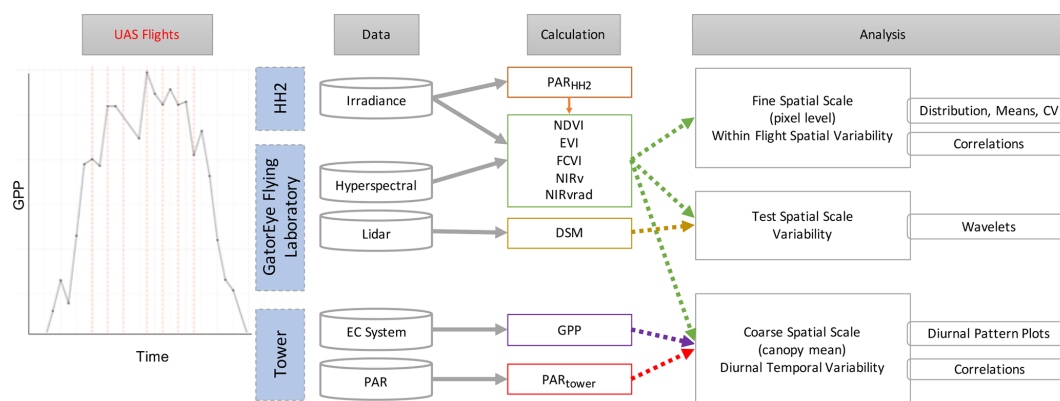 UAS Flights
Data
Calculation
Analysis
GPP
Time
HH2
GatorEye Flying
Laboratory
Tower
Irradiance
Hyperspectral
Lidar
EC System
PAR
PARHH2
NDVI
EVI
FCVI
NIRv
NIRvrad
DSM
GPP
PARtower
Fine Spatial Scale
(pixel level)
Within Flight Spatial Variability
Distribution, Means, CV
Correlations
Test Spatial Scale
Variability
Wavelets
Coarse Spatial Scale
(canopy mean)
Diurnal Temporal Variability
Diurnal Pattern Plots
Correlations